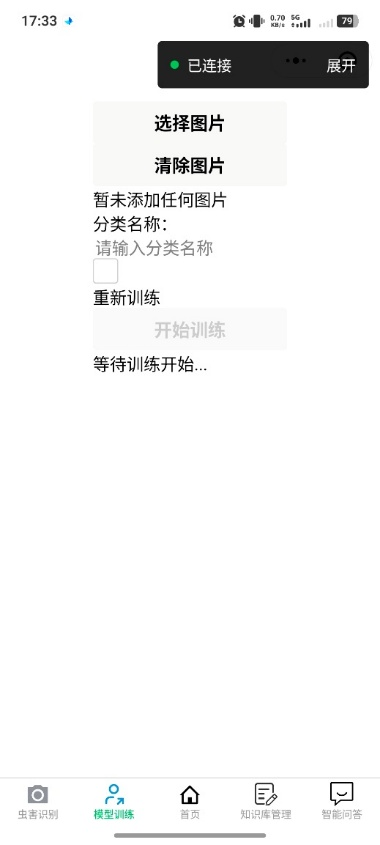 17:33
0.70 KB/s 5G 79
已连接 展开
选择图片
清除图片
暂未添加任何图片
分类名称：
请输入分类名称
重新训练
开始训练
等待训练开始...
虫害识别 模型训练 首页 知识库管理 智能问答